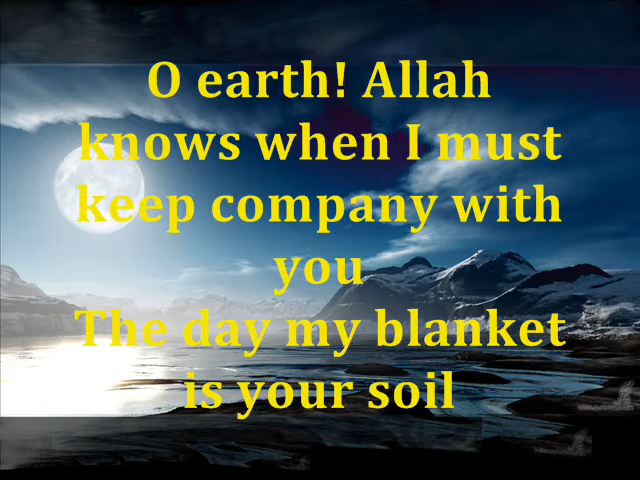 O earth! Allah
knows when I must
keep company with
you
The day my blanket
is your soil